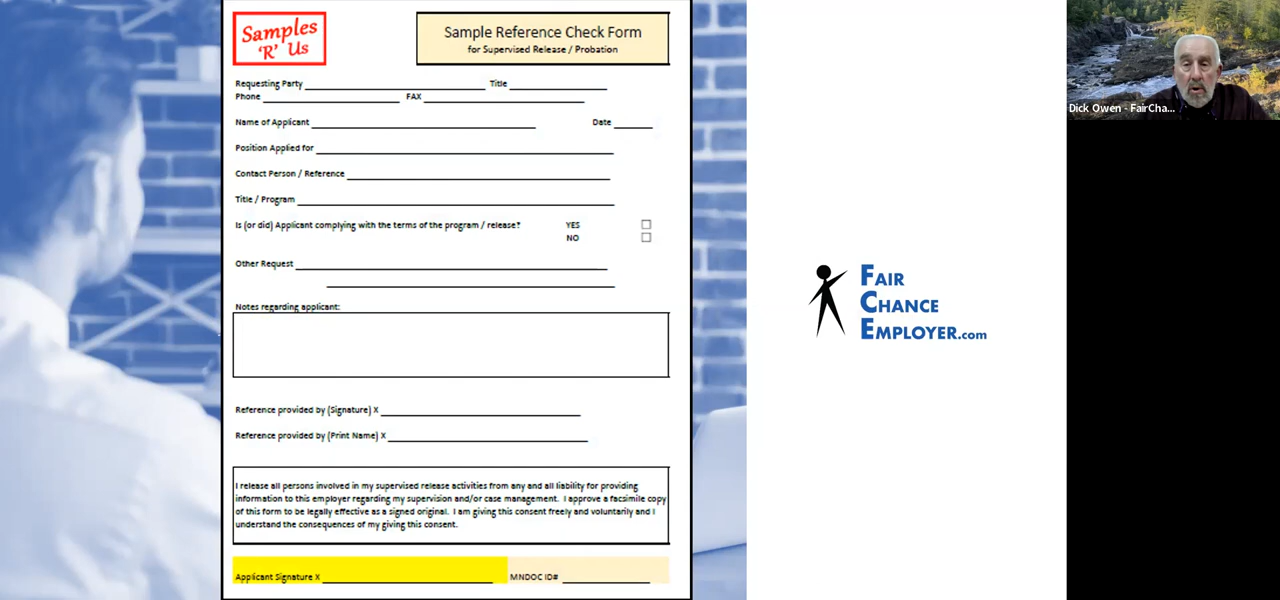 Samples
'R' Us
Sample Reference Check Form
for Supervised Release / Probation
Requesting Party Title
Phone FAX
Name of Applicant Date
Position Applied for
Contact Person / Reference
Title / Program
Is (or did) Applicant complying with the terms of the program / release? YES
NO
Other Request
Notes regarding applicant:
Reference provided by (Signature) X
Reference provided by (Print Name) X
I release all persons involved in my supervised release activities from any and all liability for providing
information to this employer regarding my supervision and/or case management. I approve a facsimile copy
of this form to be legally effective as a signed original. I am giving this consent freely and voluntarily and I
understand the consequences of my giving this consent.
Applicant Signature X MNDOC ID#
FAIR
CHANCE
EMPLOYER.com
Dick Owen - FairCha...